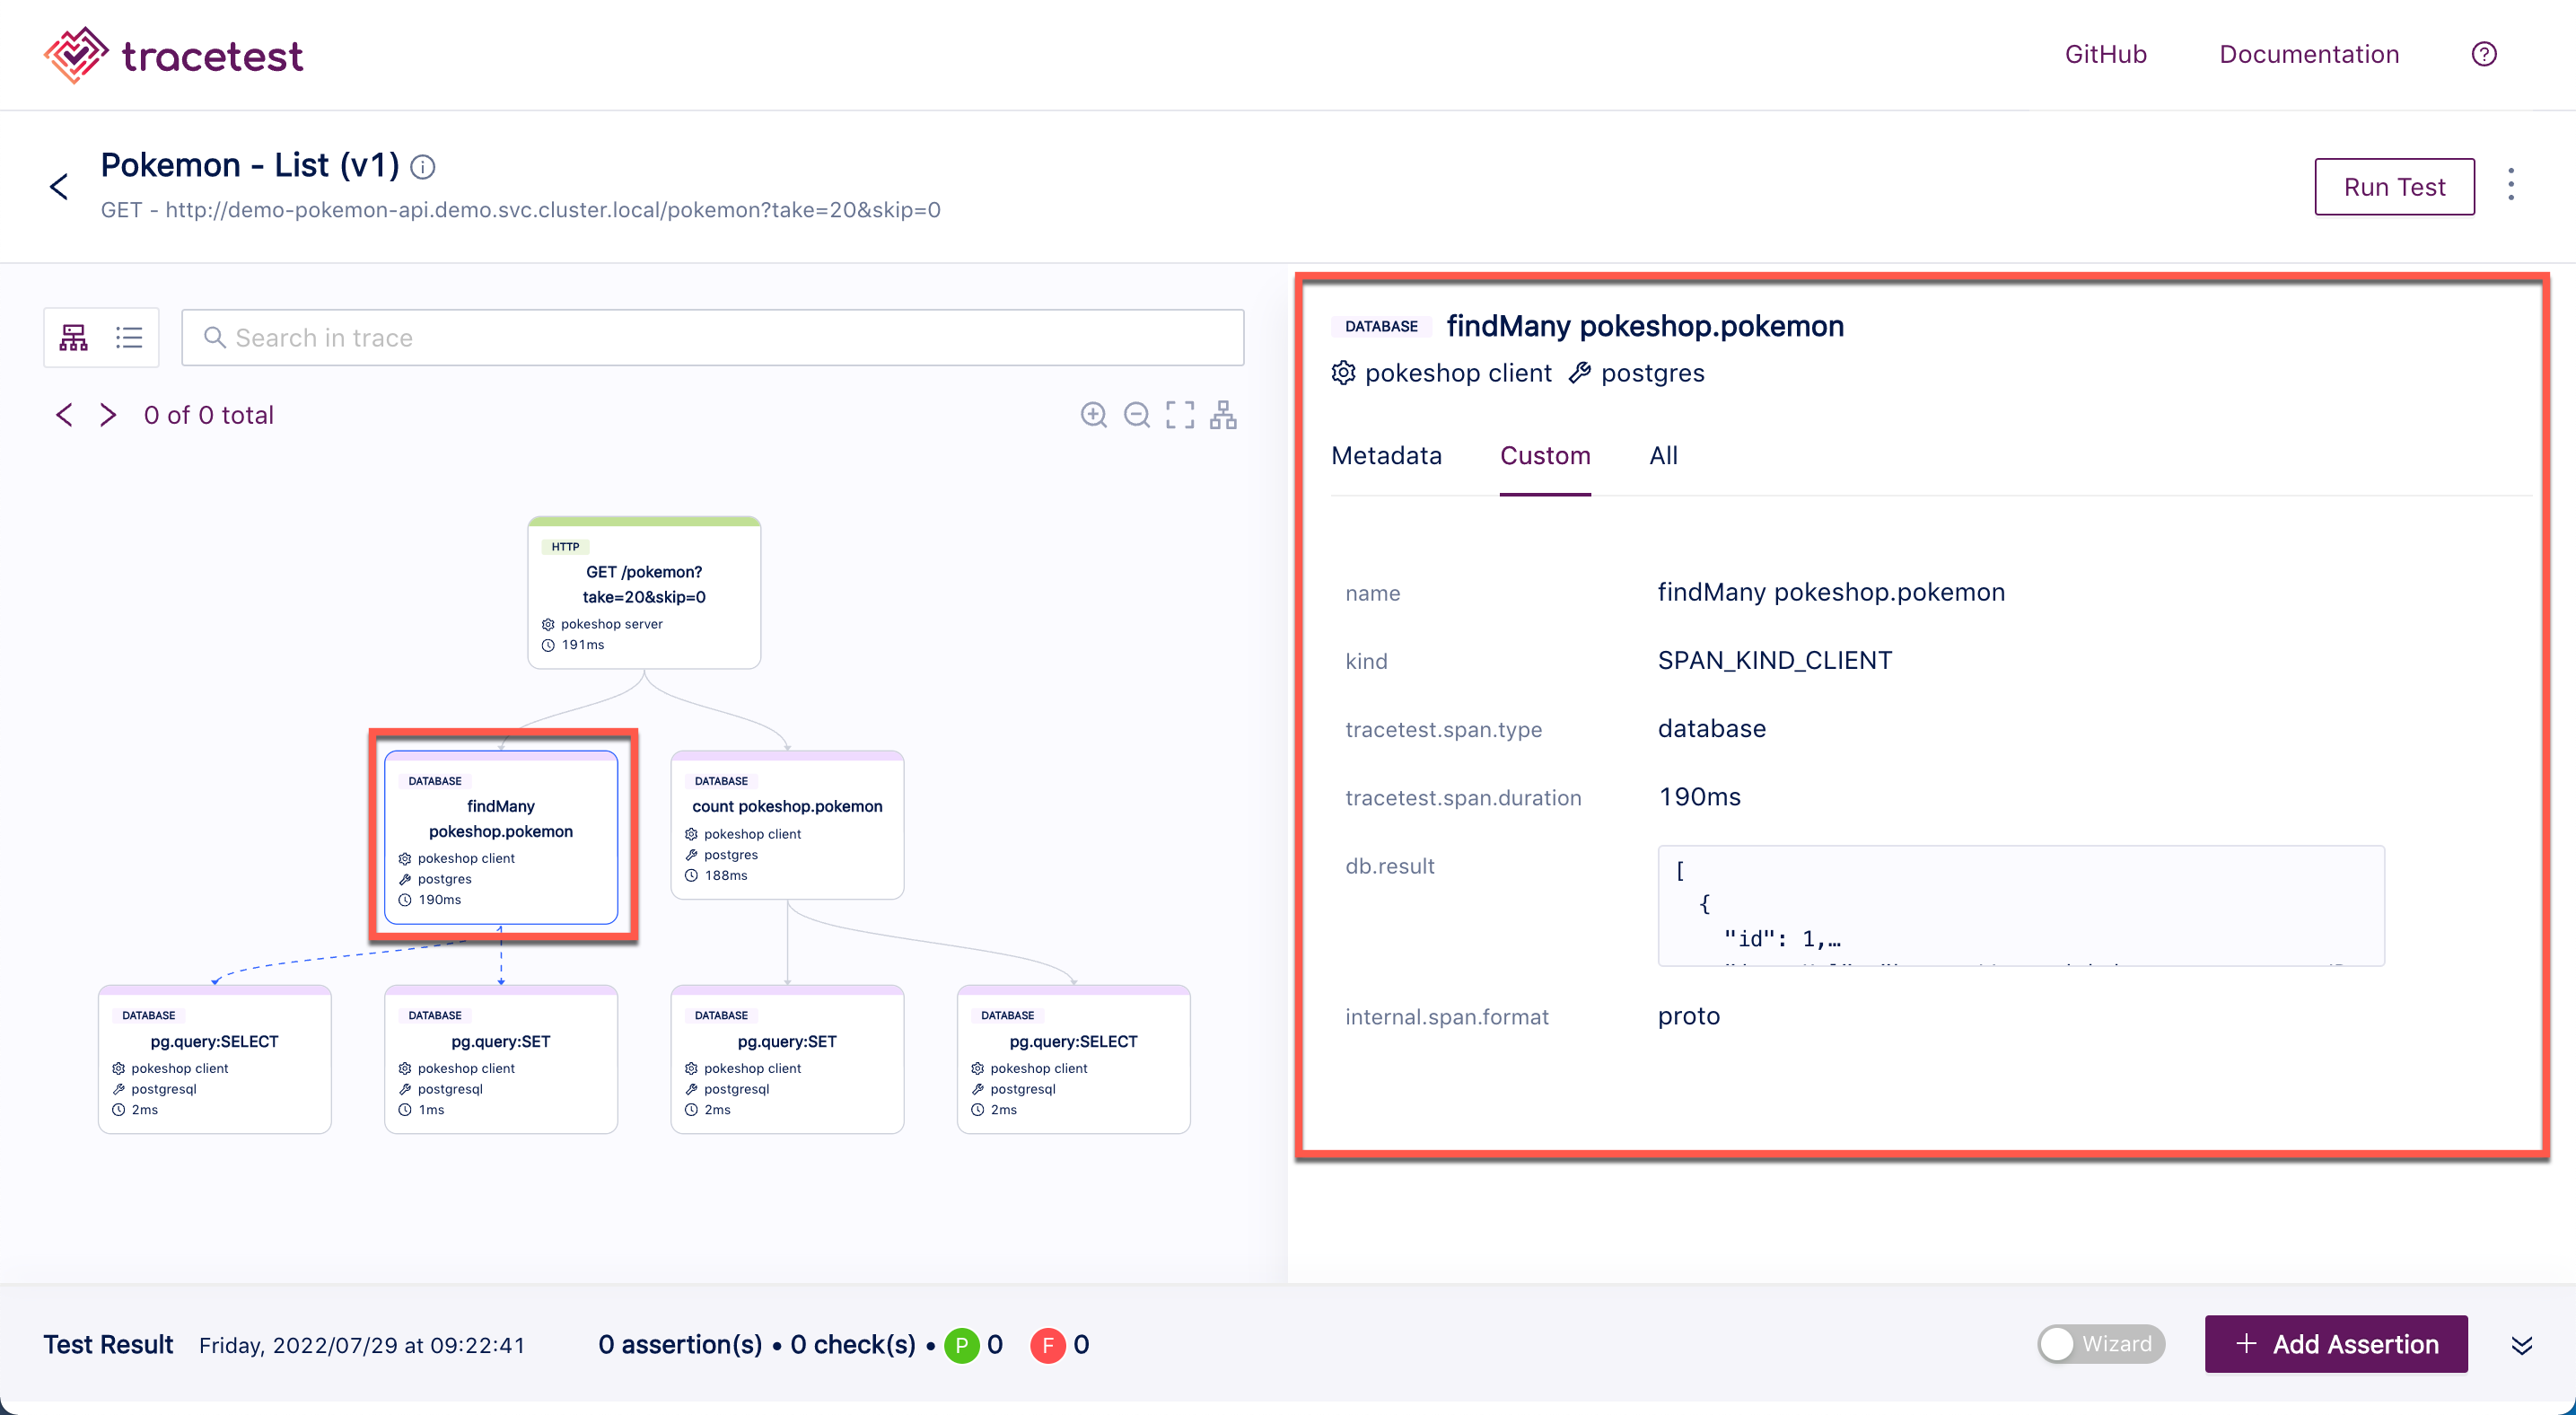 tracetest
GitHub
Documentation
Pokemon - List (v1)
GET - http://demo-pokemon-api.demo.svc.cluster.local/pokemon?take=20&skip=0
Run Test
Search in trace
0 of 0 total
HTTP
GET /pokemon?
take=20&skip=0
pokeshop server
191ms
DATABASE
findMany
pokeshop.pokemon
pokeshop client
postgres
190ms
DATABASE
count pokeshop.pokemon
pokeshop client
postgres
188ms
DATABASE
pg.query:SELECT
pokeshop client
postgresql
2ms
DATABASE
pg.query:SET
pokeshop client
postgresql
1ms
DATABASE
pg.query:SET
pokeshop client
postgresql
2ms
DATABASE
pg.query:SELECT
pokeshop client
postgresql
2ms
DATABASE findMany pokeshop.pokemon
pokeshop client postgres
Metadata Custom All
name findMany pokeshop.pokemon
kind SPAN_KIND_CLIENT
tracetest.span.type database
tracetest.span.duration 190ms
db.result
[
{
"id": 1,…
internal.span.format proto
Test Result Friday, 2022/07/29 at 09:22:41 0 assertion(s) • 0 check(s) • P 0 F 0
Wizard
+ Add Assertion